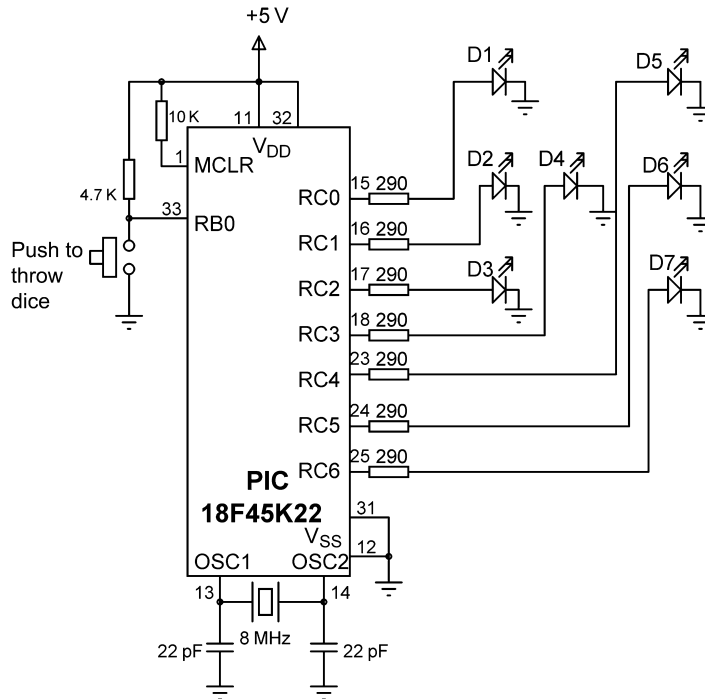 +5 V
D1
D5
10 K
11
32
VDD
1
MCLR
D2
D4
D6
4.7 K
15
290
RC0
33
RB0
16
290
RC1
Push to
throw
dice
D3
D7
17
290
RC2
18
290
RC3
23
290
RC4
24
290
RC5
25
290
RC6
PIC
18F45K22
31
VSS
12
OSC1
OSC2
13
14
8 MHz
22 pF
22 pF